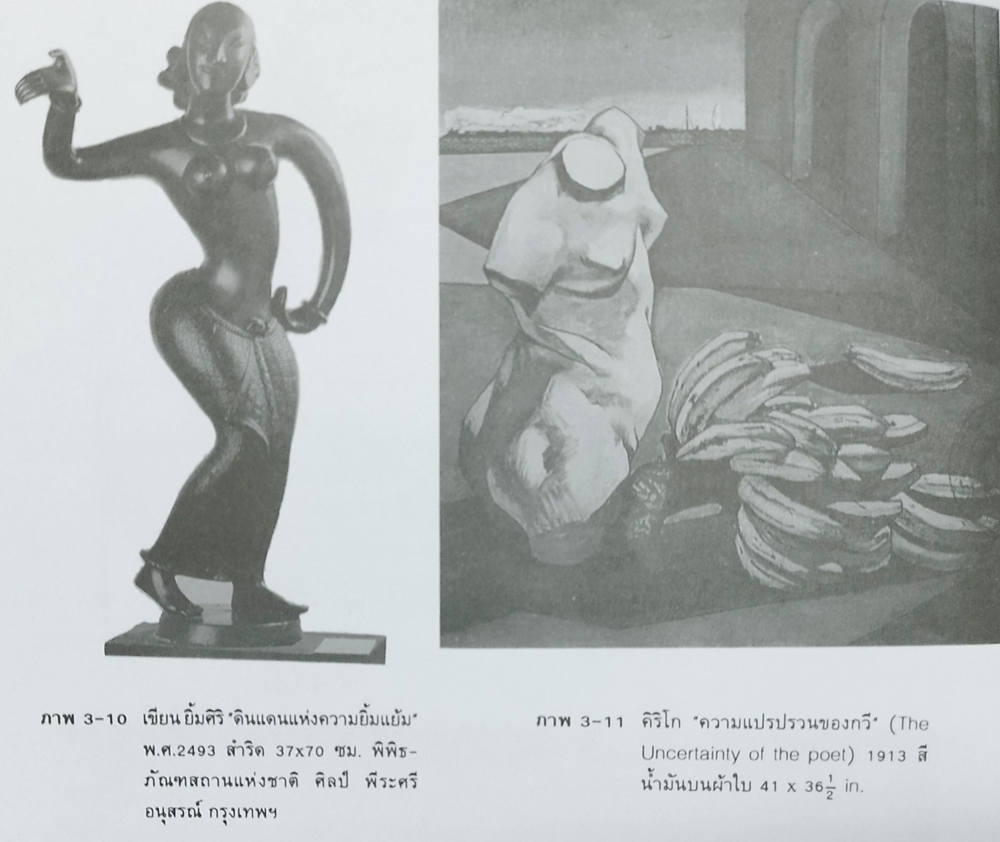 ภาพ 3-10 เขียน ยิ้มศิริ "ดินแดนแห่งความยิ้มแย้ม"
พ.ศ.2493 สำริด 37x70 ซม. พิพิธ-
ภัณฑสถานแห่งชาติ ศิลป์ พีระศรี
อนุสรณ์ กรุงเทพฯ
ภาพ 3-11 คิริโก "ความแปรปรวนของกวี" (The
Uncertainty of the poet) 1913 สี
น้ำมันบนผ้าใบ 41 x 36½ in.